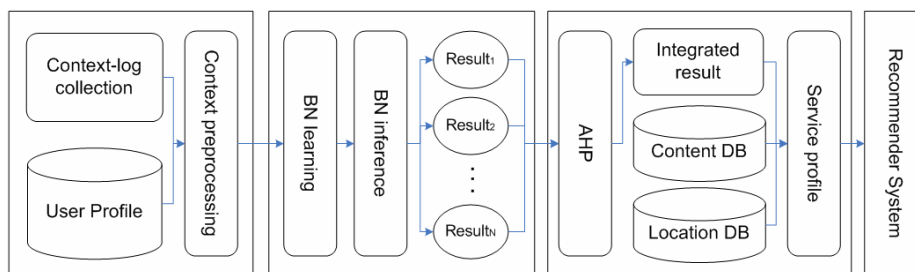 Context-log
collection
User Profile
Context preprocessing
BN learning
BN inference
Result1
Result2
...
ResultN
AHP
Integrated
result
Content DB
Location DB
Service profile
Recommender System